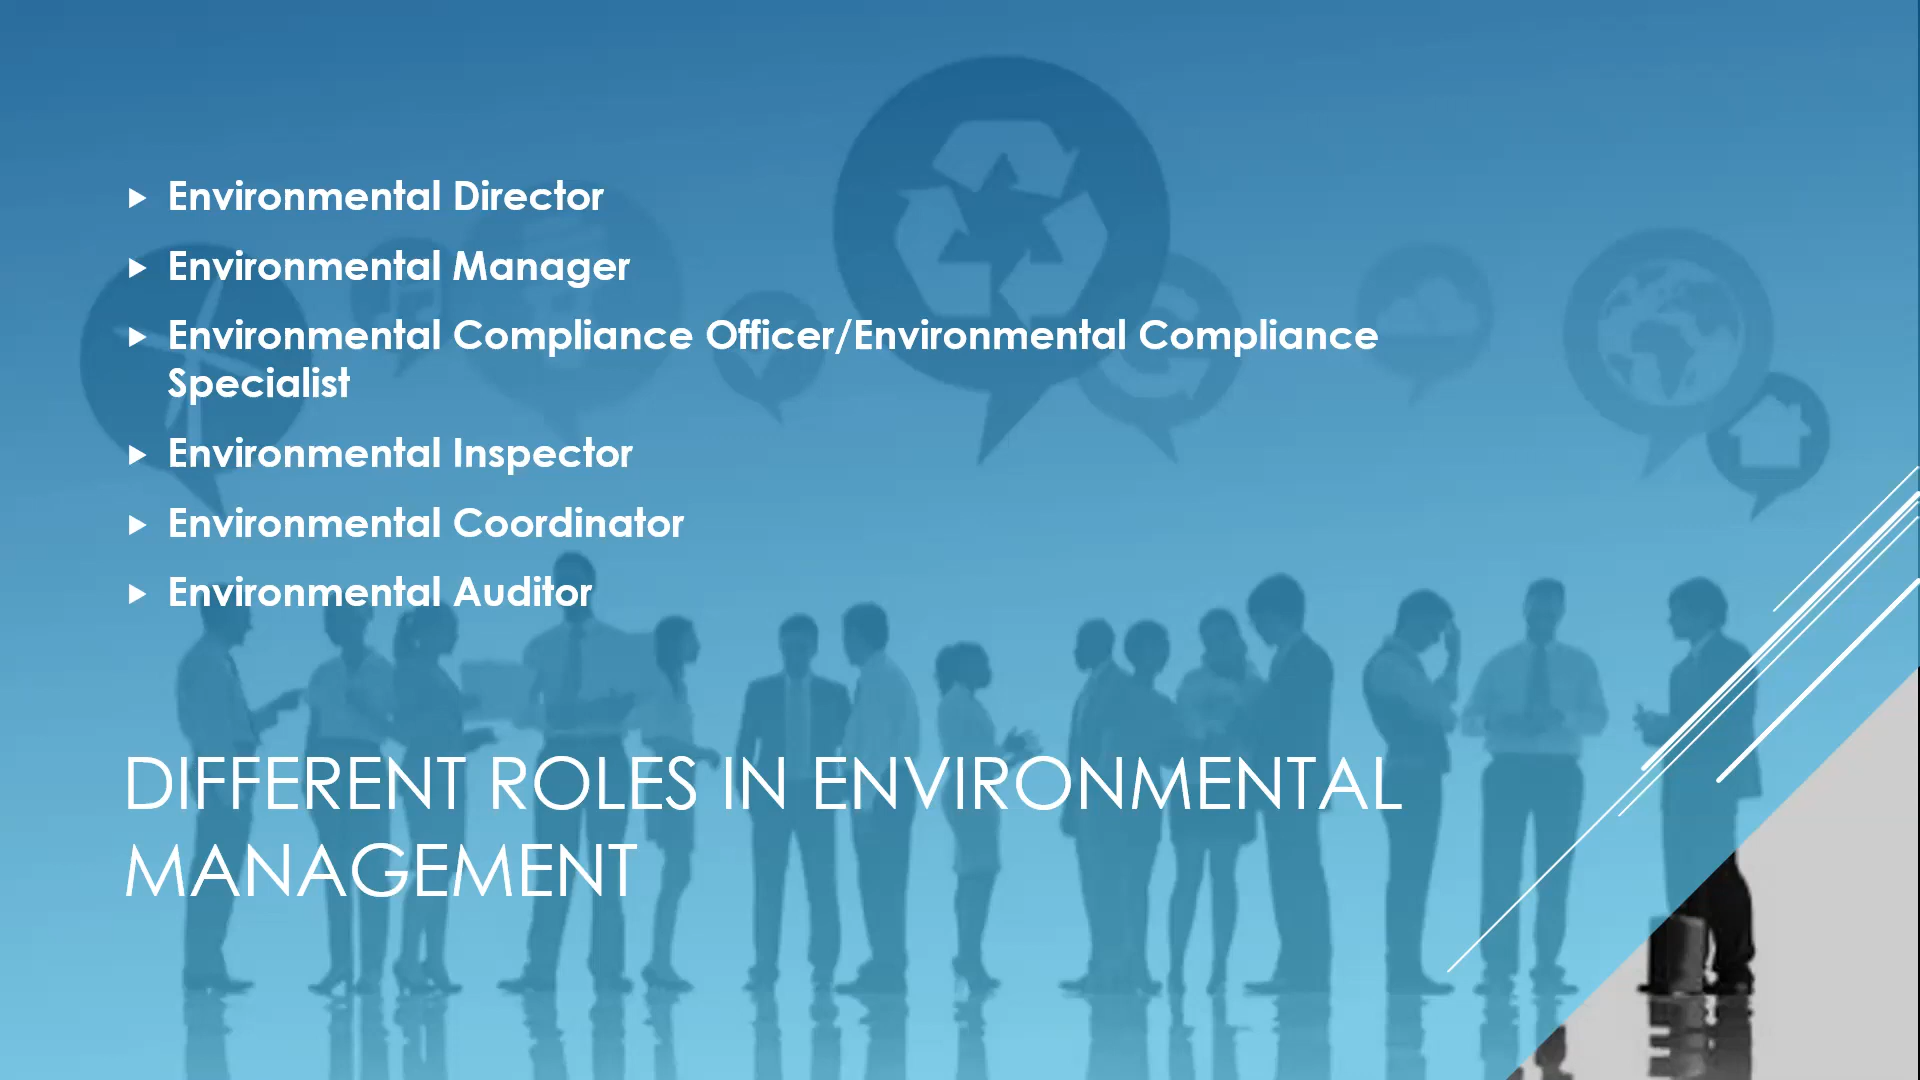 Environmental Director
Environmental Manager
Environmental Compliance Officer/Environmental Compliance
Specialist
Environmental Inspector
Environmental Coordinator
Environmental Auditor
DIFFERENT ROLES IN ENVIRONMENTAL
MANAGEMENT